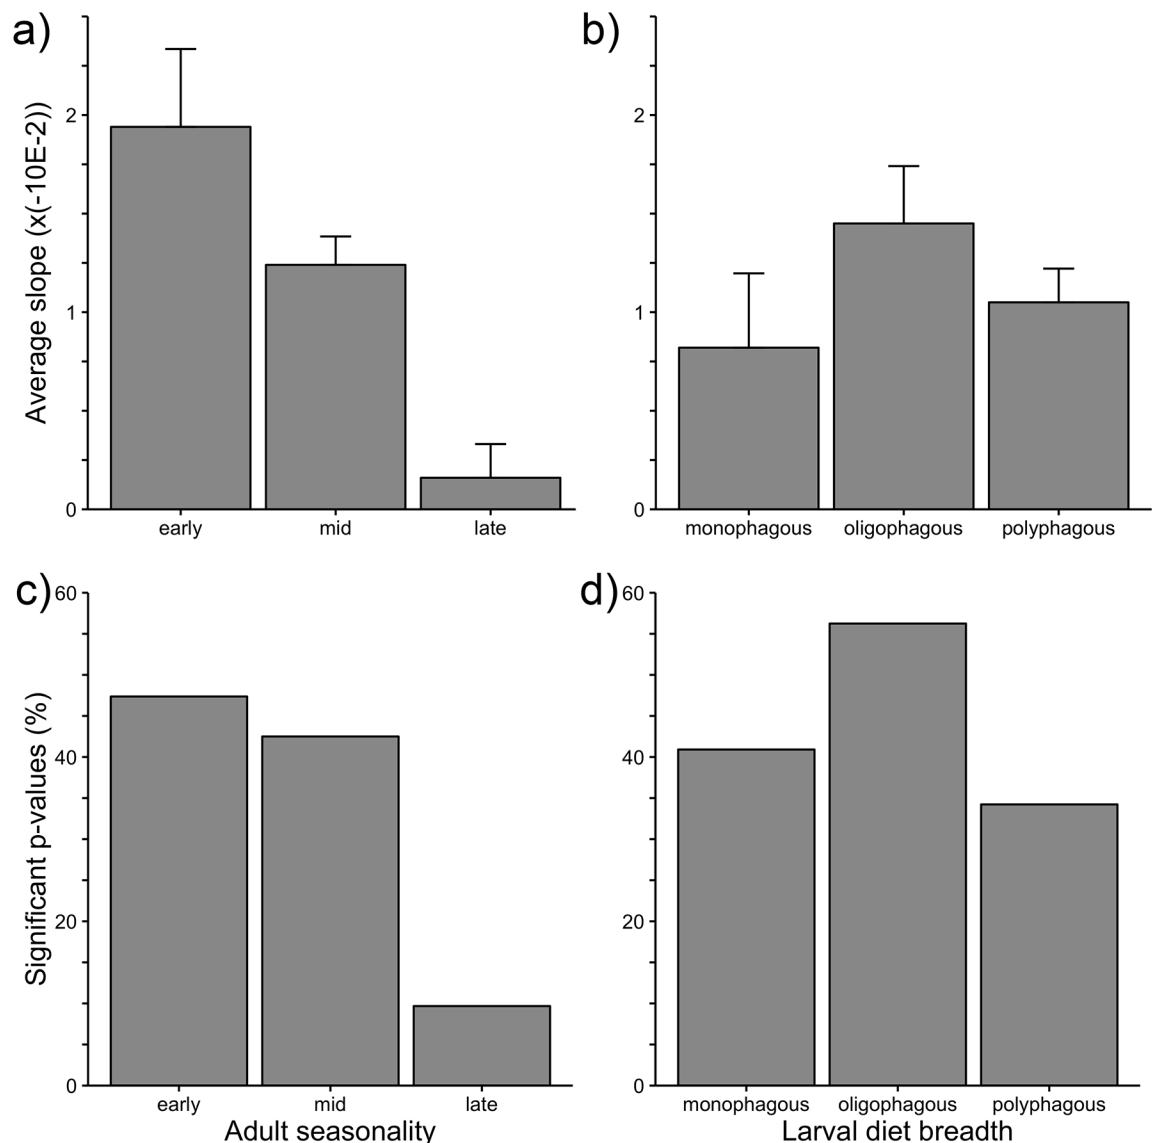 a)
Average slope (x(-10E-2))
2
1
0
early mid late
b)
2
1
0
monophagous oligophagous polyphagous
c)
Significant p-values (%)
60
40
20
0
early mid late
Adult seasonality
d)
60
40
20
0
monophagous oligophagous polyphagous
Larval diet breadth